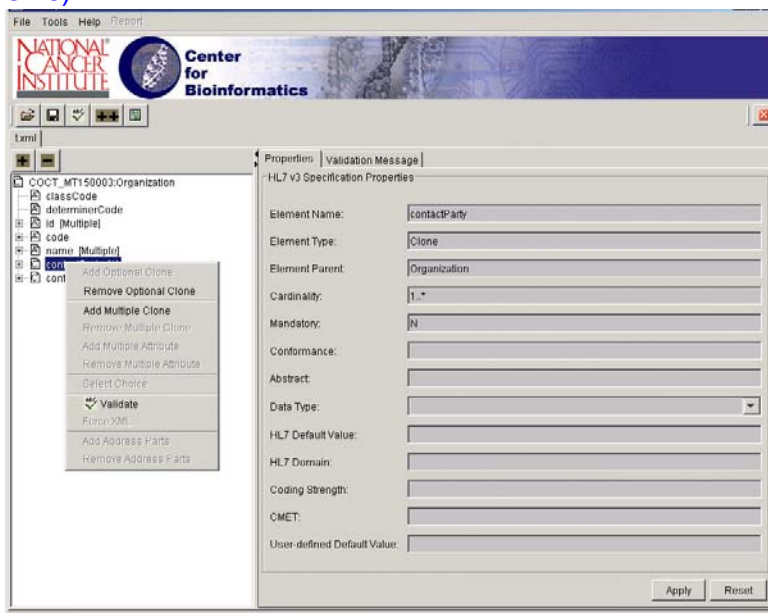 File Tools Help Report
NATIONAL
CANCER
INSTITUTE
Center
for
Bioinformatics
t.xml
Properties Validation Message
HL7 v3 Specification Properties
COCT_MT150003:Organization
classCode
determinerCode
id [Multiple]
code
name [Multiple]
cont
cont
Add Optional Clone
Remove Optional Clone
Add Multiple Clone
Remove Multiple Clone
Add Multiple Attribute
Remove Multiple Attribute
Select Choice
Validate
Force XML
Add Address Parts
Remove Address Parts
Element Name: contactParty
Element Type: Clone
Element Parent: Organization
Cardinality: 1..*
Mandatory: N
Conformance:
Abstract:
Data Type:
HL7 Default Value:
HL7 Domain:
Coding Strength:
CMET:
User-defined Default Value:
Apply Reset